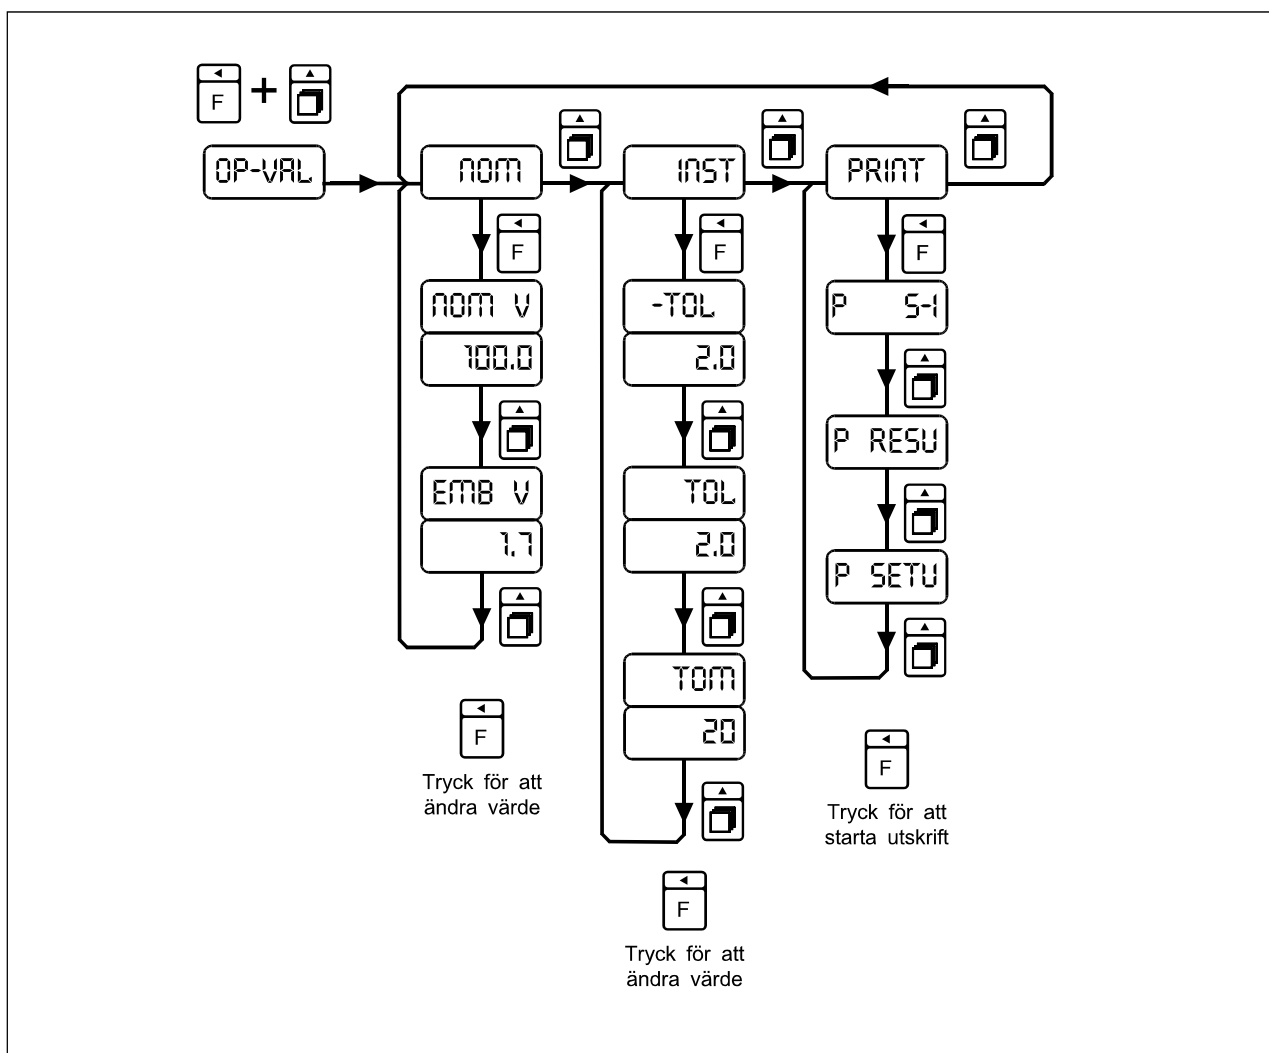 F +
OP-VAL
NOM
INST
PRINT
F
F
F
NOM V
100.0
EMB V
1.7
-TOL
2.0
TOL
2.0
TOM
20
P S-1
P RESU
P SETU
F
Tryck för att
ändra värde
F
Tryck för att
ändra värde
F
Tryck för att
starta utskrift